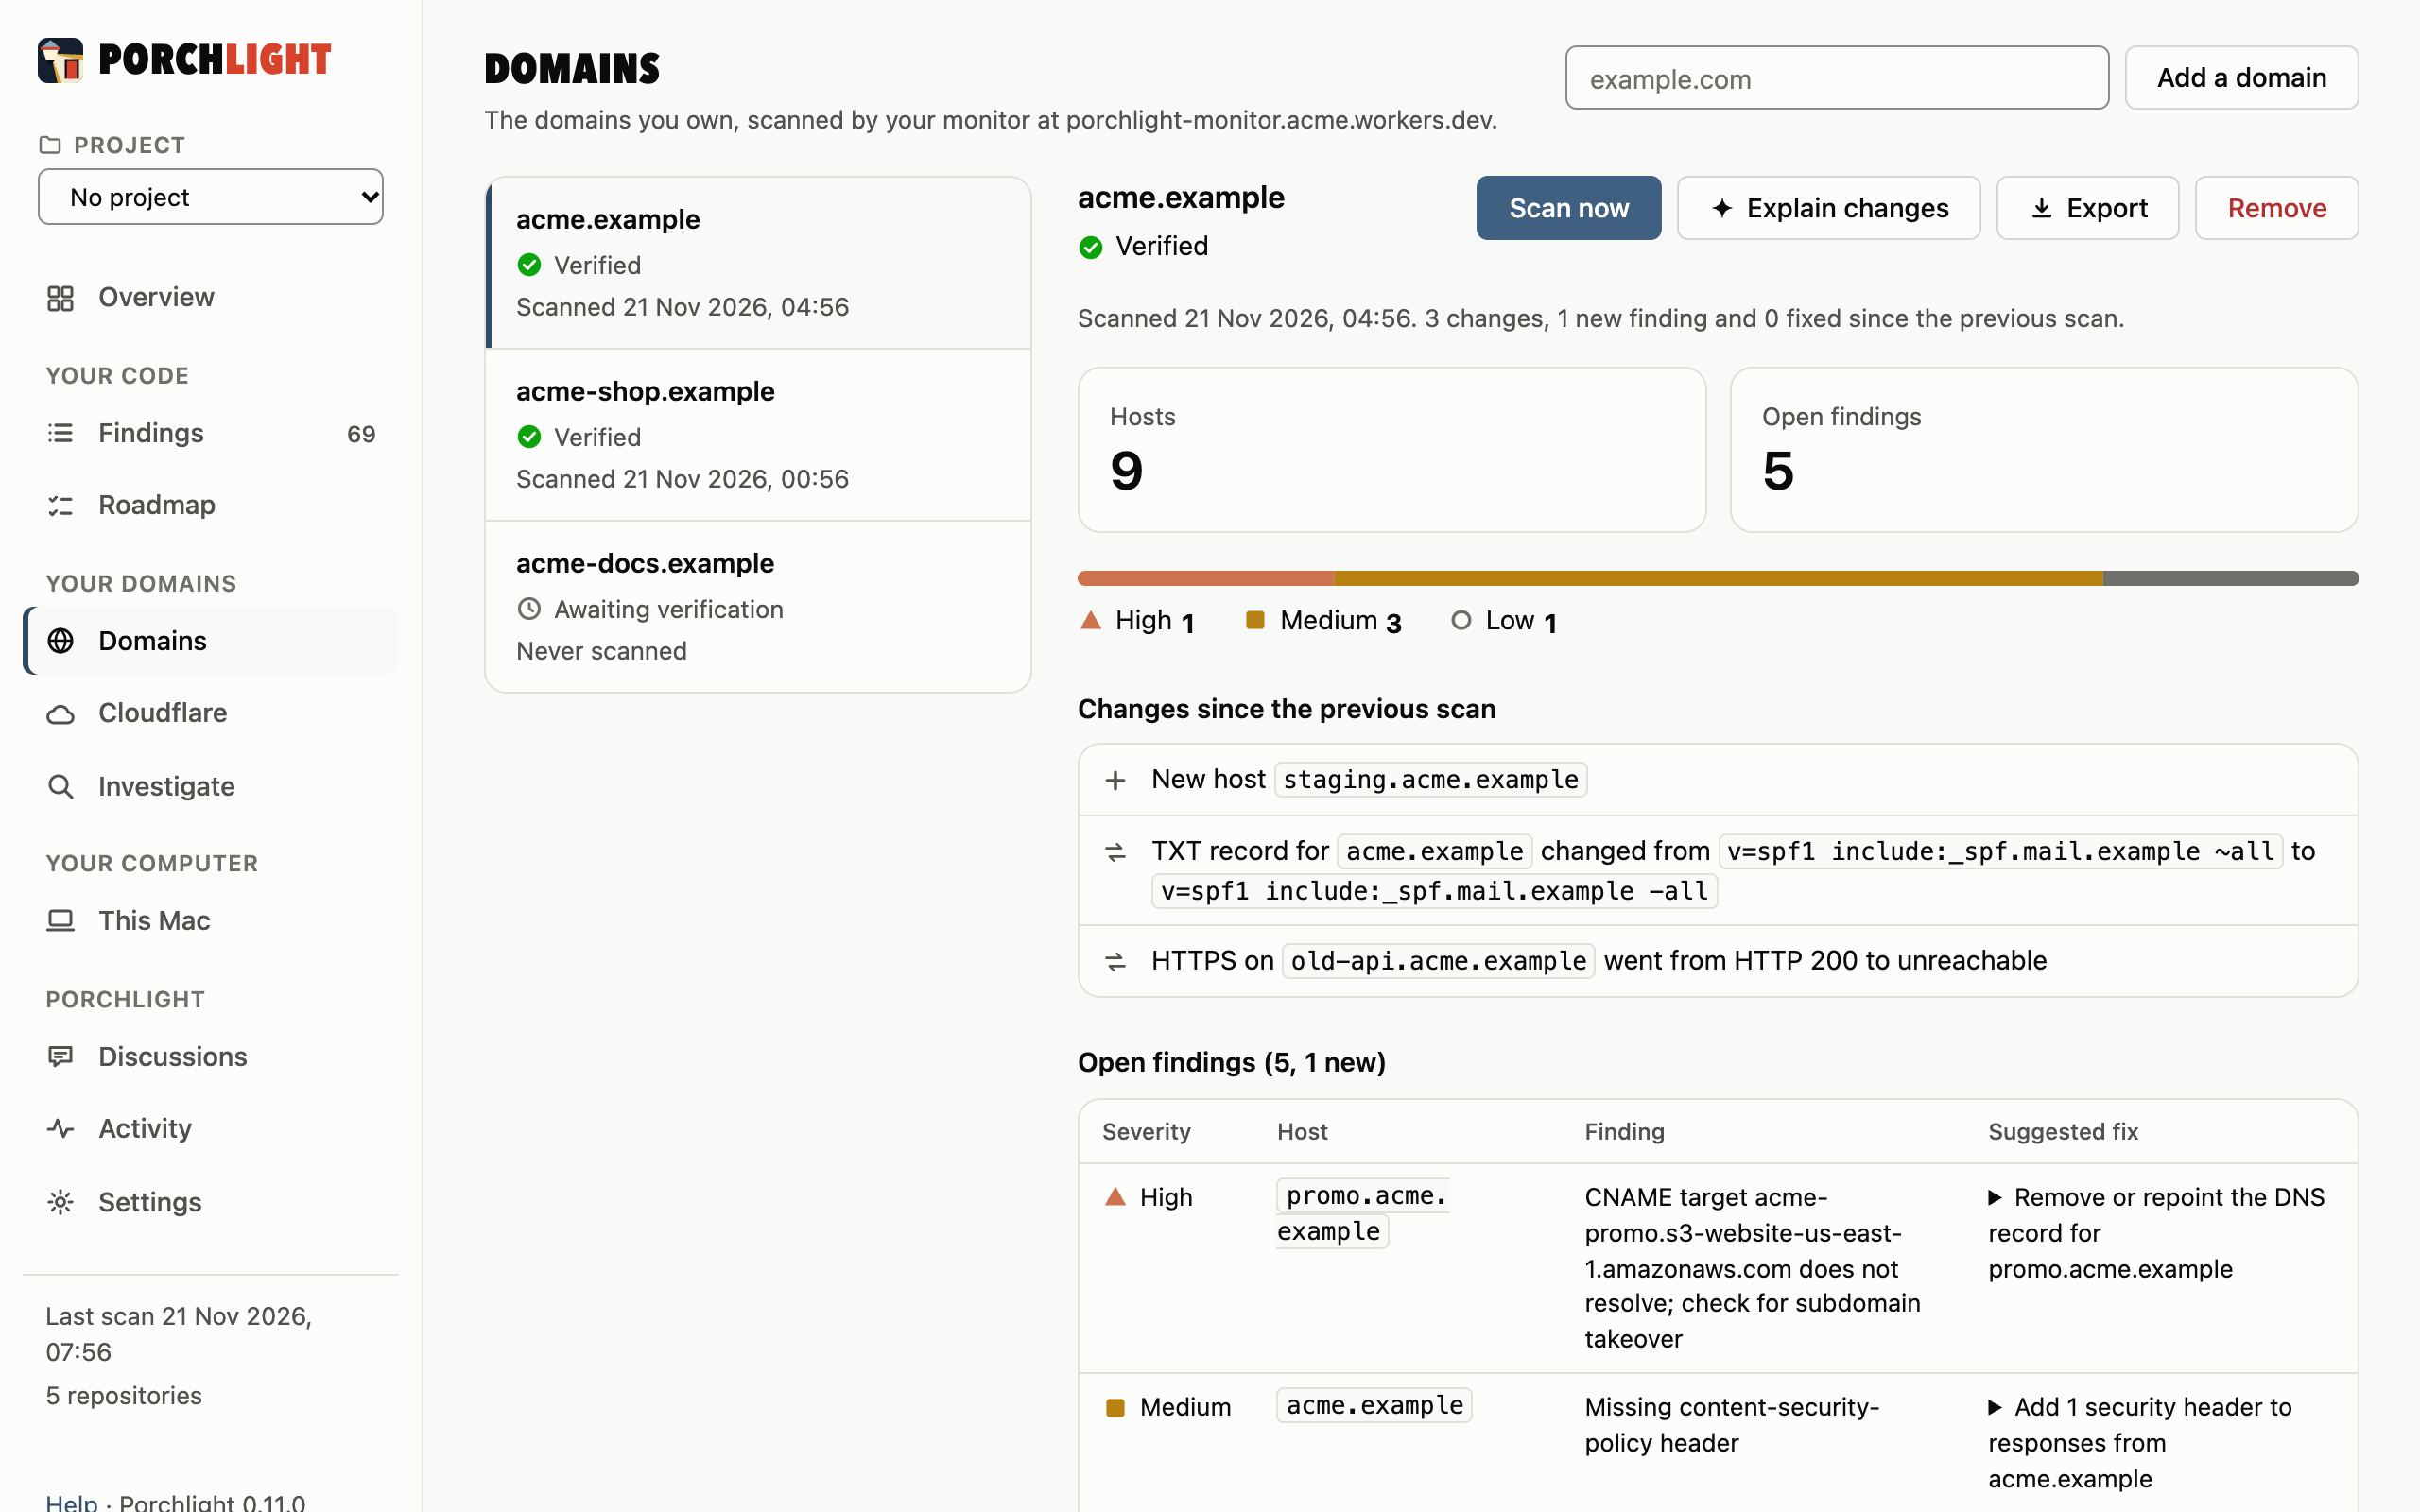 PORCHLIGHT
PROJECT
No project
Overview
YOUR CODE
Findings 69
Roadmap
YOUR DOMAINS
Domains
Cloudflare
Investigate
YOUR COMPUTER
This Mac
PORCHLIGHT
Discussions
Activity
Settings
Last scan 21 Nov 2026,
07:56
5 repositories
Help · Porchlight 0.11.0
DOMAINS
The domains you own, scanned by your monitor at porchlight-monitor.acme.workers.dev.
example.com
Add a domain
acme.example
Verified
Scanned 21 Nov 2026, 04:56
acme-shop.example
Verified
Scanned 21 Nov 2026, 00:56
acme-docs.example
Awaiting verification
Never scanned
acme.example
Verified
Scan now
Explain changes
Export
Remove
Scanned 21 Nov 2026, 04:56. 3 changes, 1 new finding and 0 fixed since the previous scan.
Hosts
9
Open findings
5
High 1
Medium 3
Low 1
Changes since the previous scan
New host staging.acme.example
TXT record for acme.example changed from v=spf1 include:_spf.mail.example ~all to
v=spf1 include:_spf.mail.example -all
HTTPS on old-api.acme.example went from HTTP 200 to unreachable
Open findings (5, 1 new)
Severity Host Finding Suggested fix
High
promo.acme.
example
CNAME target acme-
promo.s3-website-us-east-
1.amazonaws.com does not
resolve; check for subdomain
takeover
Remove or repoint the DNS
record for
promo.acme.example
Medium
acme.example
Missing content-security-
policy header
Add 1 security header to
responses from
acme.example